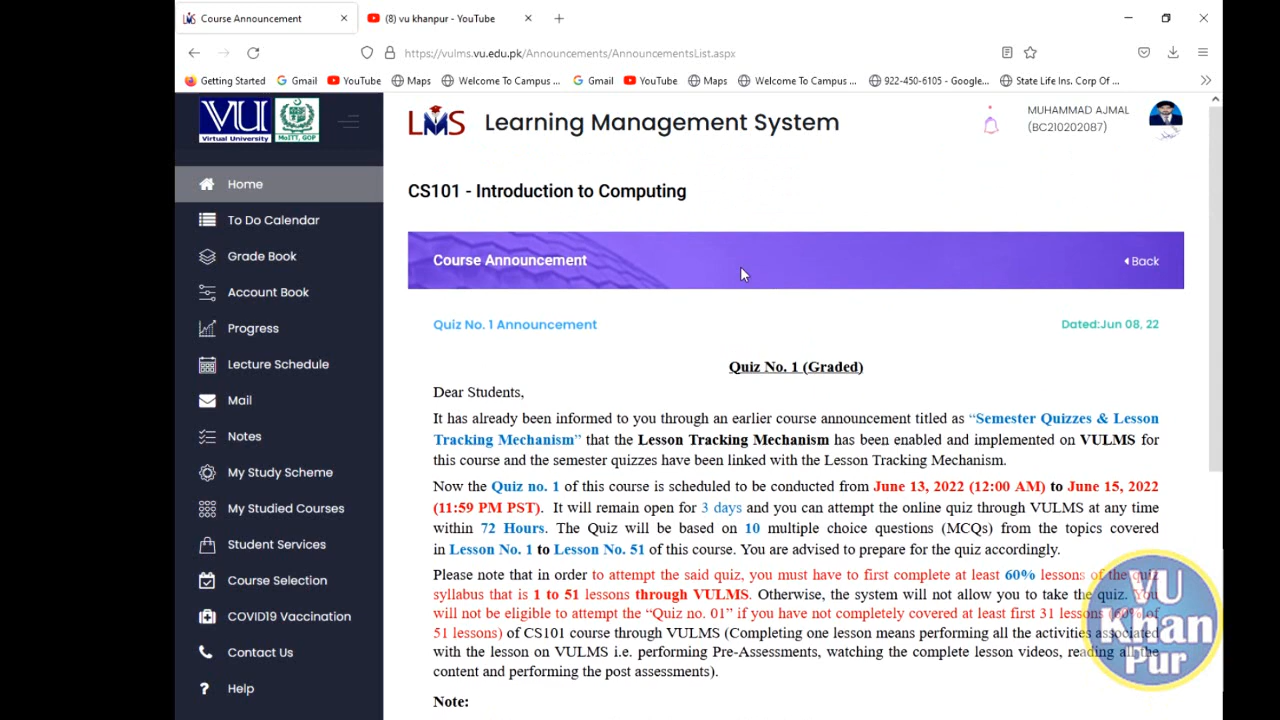 Course Announcement
(8) vu khanpur - YouTube
https://vulms.vu.edu.pk/Announcements/AnnouncementsList.aspx
Getting Started Gmail YouTube Maps Welcome To Campus ... Gmail YouTube Maps Welcome To Campus ... 922-450-6105 - Google... State Life Ins. Corp Of ...
VU
Virtual University
MoIT/GOP
LMS
Learning Management System
MUHAMMAD AJMAL
(BC210202087)
Home
To Do Calendar
Grade Book
Account Book
Progress
Lecture Schedule
Mail
Notes
My Study Scheme
My Studied Courses
Student Services
Course Selection
COVID19 Vaccination
Contact Us
Help
CS101 - Introduction to Computing
Course Announcement
Back
Quiz No. 1 Announcement
Dated:Jun 08, 22
Quiz No. 1 (Graded)
Dear Students,
It has already been informed to you through an earlier course announcement titled as “Semester Quizzes & Lesson
Tracking Mechanism” that the Lesson Tracking Mechanism has been enabled and implemented on VULMS for
this course and the semester quizzes have been linked with the Lesson Tracking Mechanism.
Now the Quiz no. 1 of this course is scheduled to be conducted from June 13, 2022 (12:00 AM) to June 15, 2022
(11:59 PM PST). It will remain open for 3 days and you can attempt the online quiz through VULMS at any time
within 72 Hours. The Quiz will be based on 10 multiple choice questions (MCQs) from the topics covered
in Lesson No. 1 to Lesson No. 51 of this course. You are advised to prepare for the quiz accordingly.
Please note that in order to attempt the said quiz, you must have to first complete at least 60% lessons of the quiz
syllabus that is 1 to 51 lessons through VULMS. Otherwise, the system will not allow you to take the quiz. You
will not be eligible to attempt the “Quiz no. 01” if you have not completely covered at least first 31 lessons (60% of
51 lessons) of CS101 course through VULMS (Completing one lesson means performing all the activities associated
with the lesson on VULMS i.e. performing Pre-Assessments, watching the complete lesson videos, reading all the
content and performing the post assessments).
Note:
VU
Khan
Pur